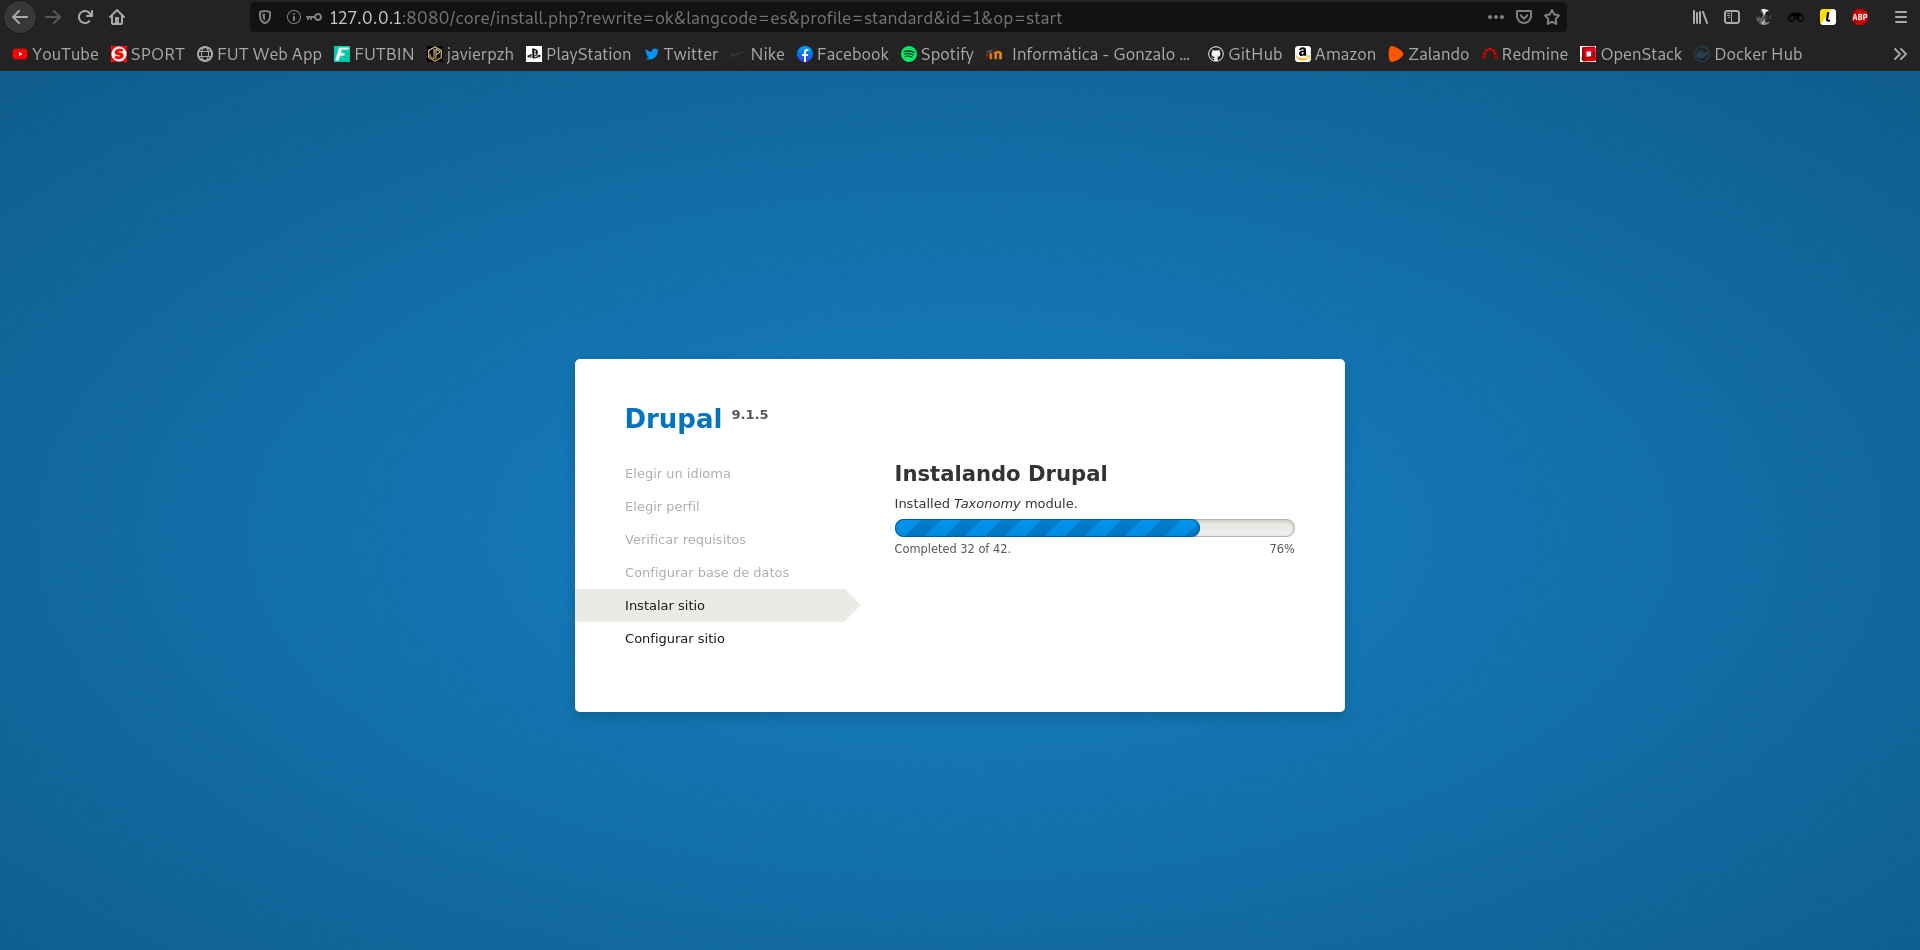 127.0.0.1:8080/core/install.php?rewrite=ok&langcode=es&profile=standard&id=1&op=start
ABP
YouTube SPORT FUT Web App FUTBIN javierpzh PlayStation Twitter Nike Facebook Spotify Informática - Gonzalo ... GitHub Amazon Zalando Redmine OpenStack Docker Hub
Drupal 9.1.5
Elegir un idioma
Elegir perfil
Verificar requisitos
Configurar base de datos
Instalar sitio
Configurar sitio
Instalando Drupal
Installed Taxonomy module.
Completed 32 of 42. 76%